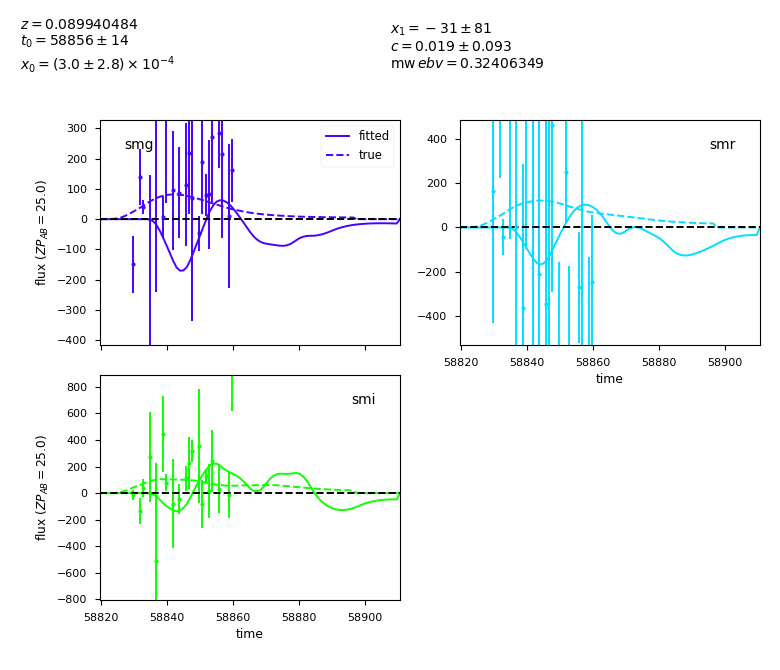 z = 0.089940484
t₀ = 58856 ± 14
x₀ = (3.0 ± 2.8) × 10⁻⁴
x₁ = −31 ± 81
c = 0.019 ± 0.093
mw ebv = 0.32406349
smg
fitted
true
300
200
100
0
−100
−200
−300
−400
flux (ZP_AB = 25.0)
smr
400
200
0
−200
−400
58820 58840 58860 58880 58900
time
smi
800
600
400
200
0
−200
−400
−600
−800
flux (ZP_AB = 25.0)
58820 58840 58860 58880 58900
time